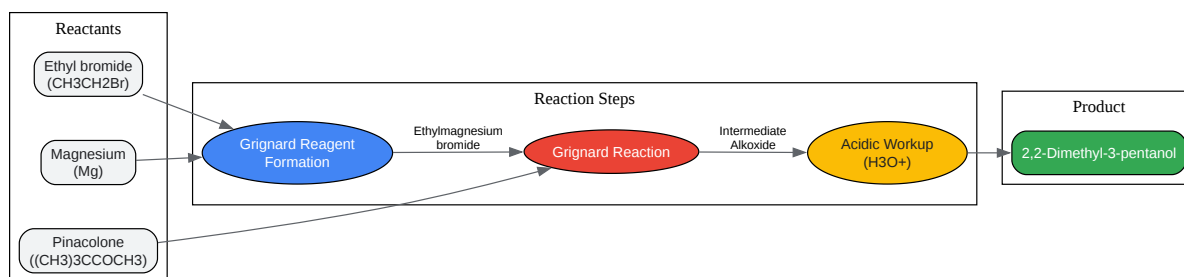 Reactants
Ethyl bromide
(CH3CH2Br)
Magnesium
(Mg)
Pinacolone
((CH3)3CCOCH3)
Reaction Steps
Grignard Reagent
Formation
Ethylmagnesium
bromide
Grignard Reaction
Intermediate
Alkoxide
Acidic Workup
(H3O+)
Product
2,2-Dimethyl-3-pentanol